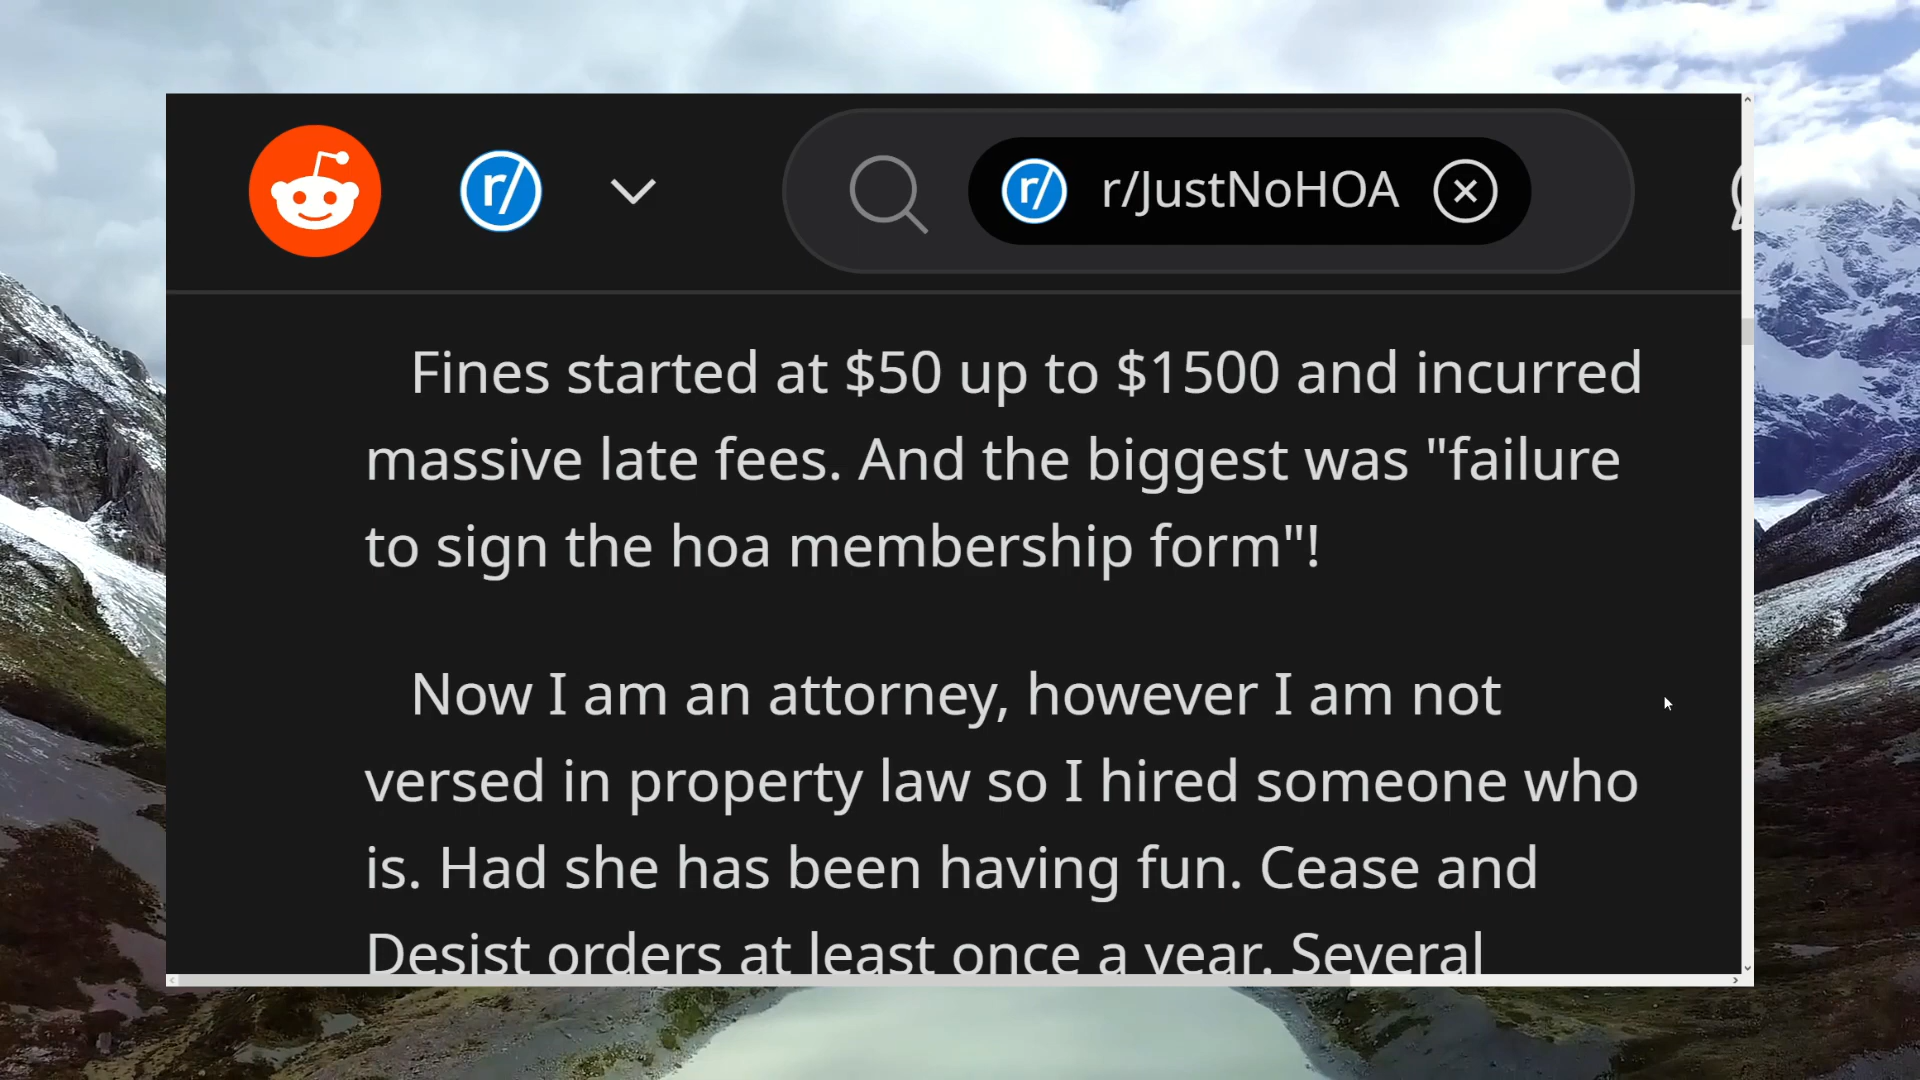 r/ r/ r/JustNoHOA
Fines started at $50 up to $1500 and incurred
massive late fees. And the biggest was "failure
to sign the hoa membership form"!
Now I am an attorney, however I am not
versed in property law so I hired someone who
is. Had she has been having fun. Cease and
Desist orders at least once a year. Several